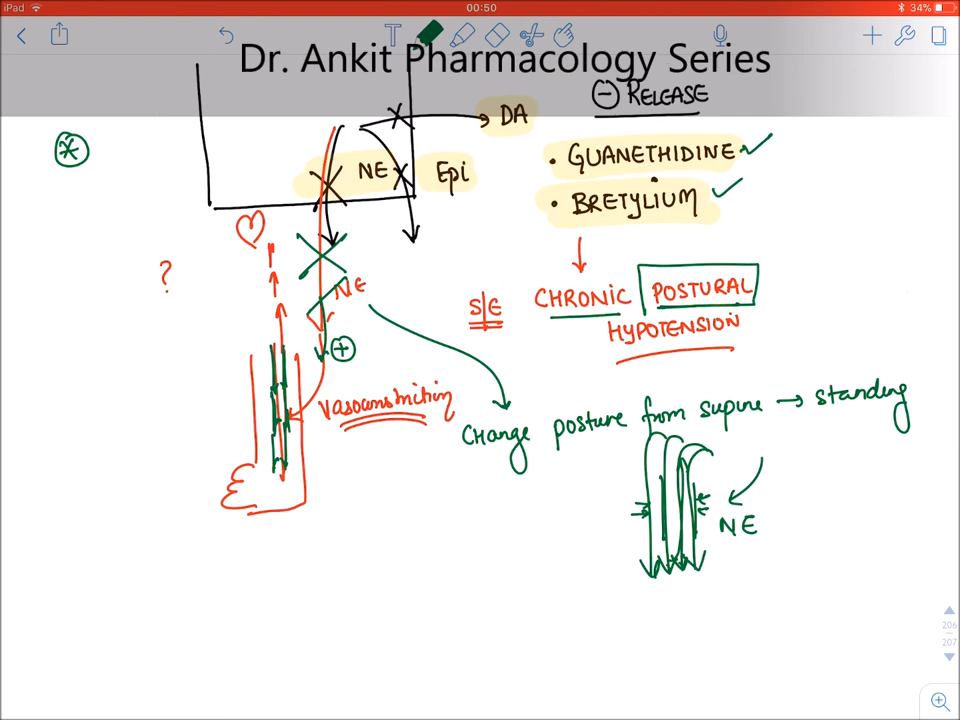 iPad
00:50
34%
T
Dr. Ankit Pharmacology Series
⊖ RELEASE
DA
NE Epi
• GUANETHIDINE ✓
• BRETYLIUM ✓
?
NE
S/E
CHRONIC POSTURAL
HYPOTENSION
+
Vasoconstriction
Change posture from supine → standing
NE
206
207